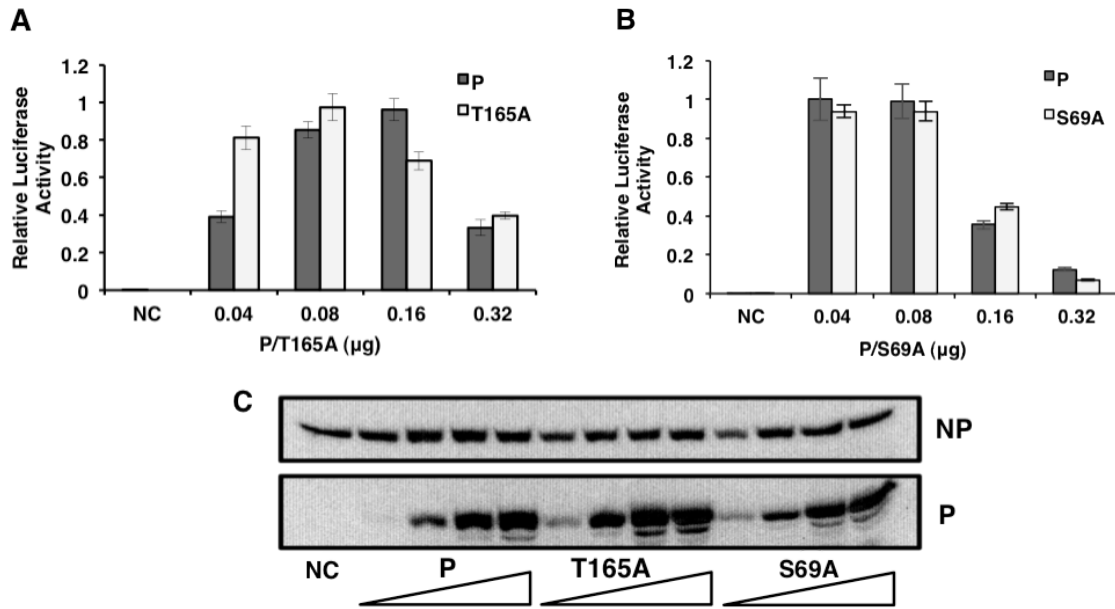 A
Relative Luciferase
Activity
1.2
1
0.8
0.6
0.4
0.2
0
P
T165A
NC 0.04 0.08 0.16 0.32
P/T165A (µg)
B
Relative Luciferase
Activity
1.2
1
0.8
0.6
0.4
0.2
0
P
S69A
NC 0.04 0.08 0.16 0.32
P/S69A (µg)
C
NP
P
NC P T165A S69A